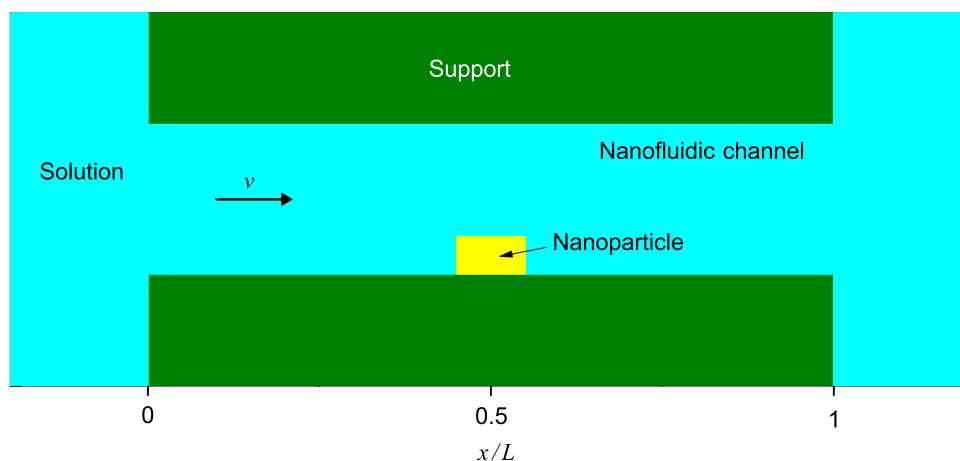 Support
Nanofluidic channel
Solution
v
Nanoparticle
0
0.5
1
x/L